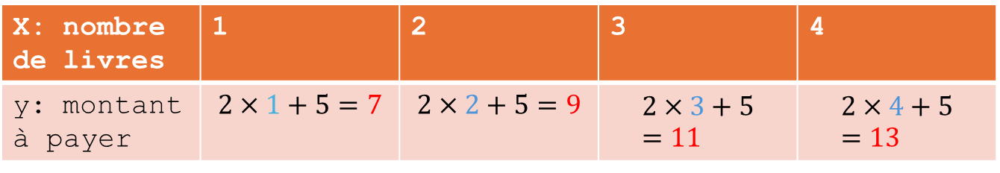 X: nombre de livres 1 2 3 4
y: montant à payer 2 × 1 + 5 = 7 2 × 2 + 5 = 9 2 × 3 + 5 = 11 2 × 4 + 5 = 13